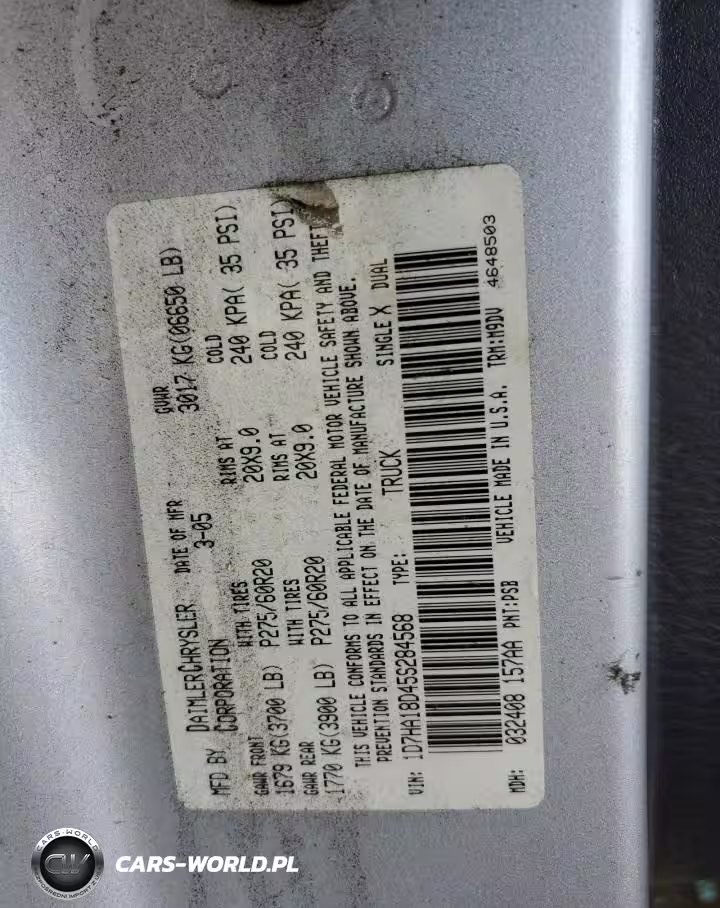 MFD BY DAIMLERCHRYSLER CORPORATION DATE OF MFR 3-05 GVWR 3017 KG(06650 LB)
GAWR FRONT WITH TIRES RIMS AT COLD
1679 KG(3700 LB) P275/60R20 20X9.0 240 KPA( 35 PSI)
GAWR REAR WITH TIRES RIMS AT COLD
1770 KG(3900 LB) P275/60R20 20X9.0 240 KPA( 35 PSI)
THIS VEHICLE CONFORMS TO ALL APPLICABLE FEDERAL MOTOR VEHICLE SAFETY AND THEFT
PREVENTION STANDARDS IN EFFECT ON THE DATE OF MANUFACTURE SHOWN ABOVE.
VIN: 1D7HA18D45S284568 TYPE: TRUCK SINGLE X DUAL
MDH: 032408 157AA PNT:PSB VEHICLE MADE IN U.S.A. TRM:M9DV 4648503
CARS-WORLD
CW
CARS-WORLD.PL